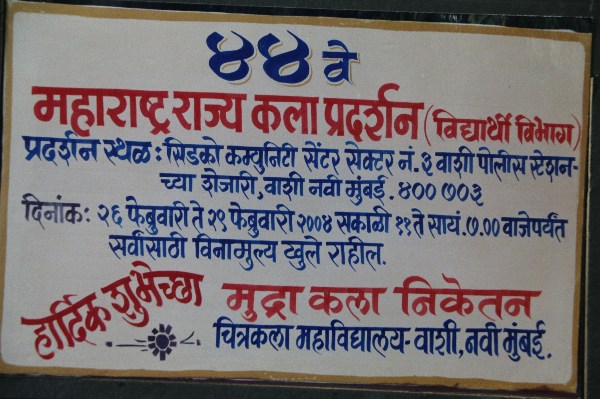 ४४ वे
महाराष्ट्र राज्य कला प्रदर्शन (विद्यार्थी विभाग)
प्रदर्शन स्थळ : सिडको कम्युनिटी सेंटर सेक्टर नं. ३ वाशी पोलीस स्टेशन-
च्या शेजारी, वाशी नवी मुंबई. ४०० ७०३
दिनांक: २६ फेब्रुवारी ते २९ फेब्रुवारी २००४ सकाळी ११ ते सायं. ७.०० वाजेपर्यंत
सर्वांसाठी विनामुल्य खुले राहील.
हार्दिक शुभेच्छा
मुद्रा कला निकेतन
चित्रकला महाविद्यालय - वाशी, नवी मुंबई.